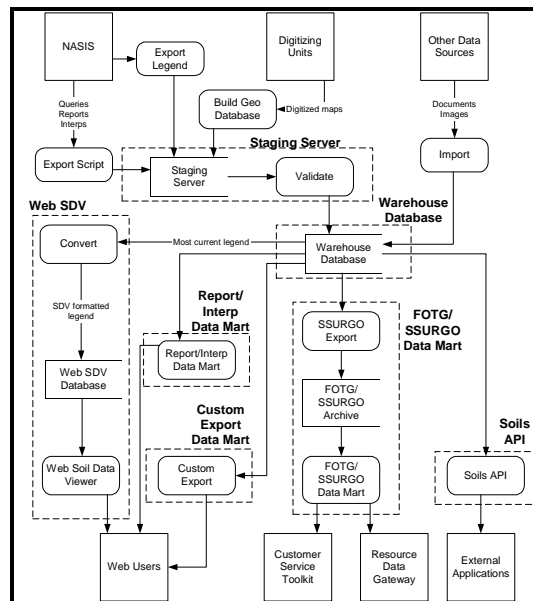 NASIS
Export
Legend
Digitizing
Units
Other Data
Sources
Queries
Reports
Interps
Build Geo
Database
Digitized maps
Documents
Images
Staging Server
Export Script
Staging
Server
Validate
Import
Web SDV
Warehouse
Database
Convert
Most current legend
Warehouse
Database
SDV formatted
legend
Report/
Interp
Data Mart
SSURGO
Export
FOTG/
SSURGO
Data Mart
Report/Interp
Data Mart
Web SDV
Database
FOTG/
SSURGO
Archive
Custom
Export
Data Mart
Soils
API
Web Soil Data
Viewer
Custom
Export
FOTG/
SSURGO
Data Mart
Soils API
Web Users
Customer
Service
Toolkit
Resource
Data
Gateway
External
Applications